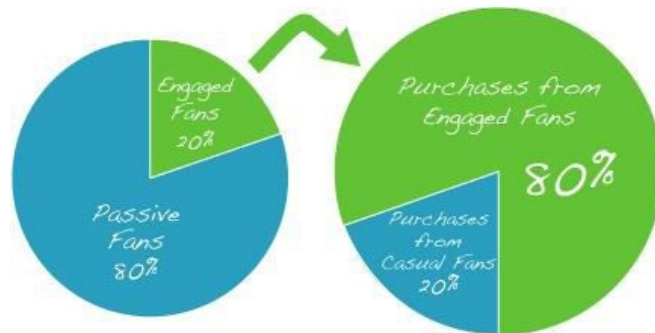 Engaged
Fans
20%
Passive
Fans
80%
Purchases from
Engaged Fans
80%
Purchases
from
Casual Fans
20%